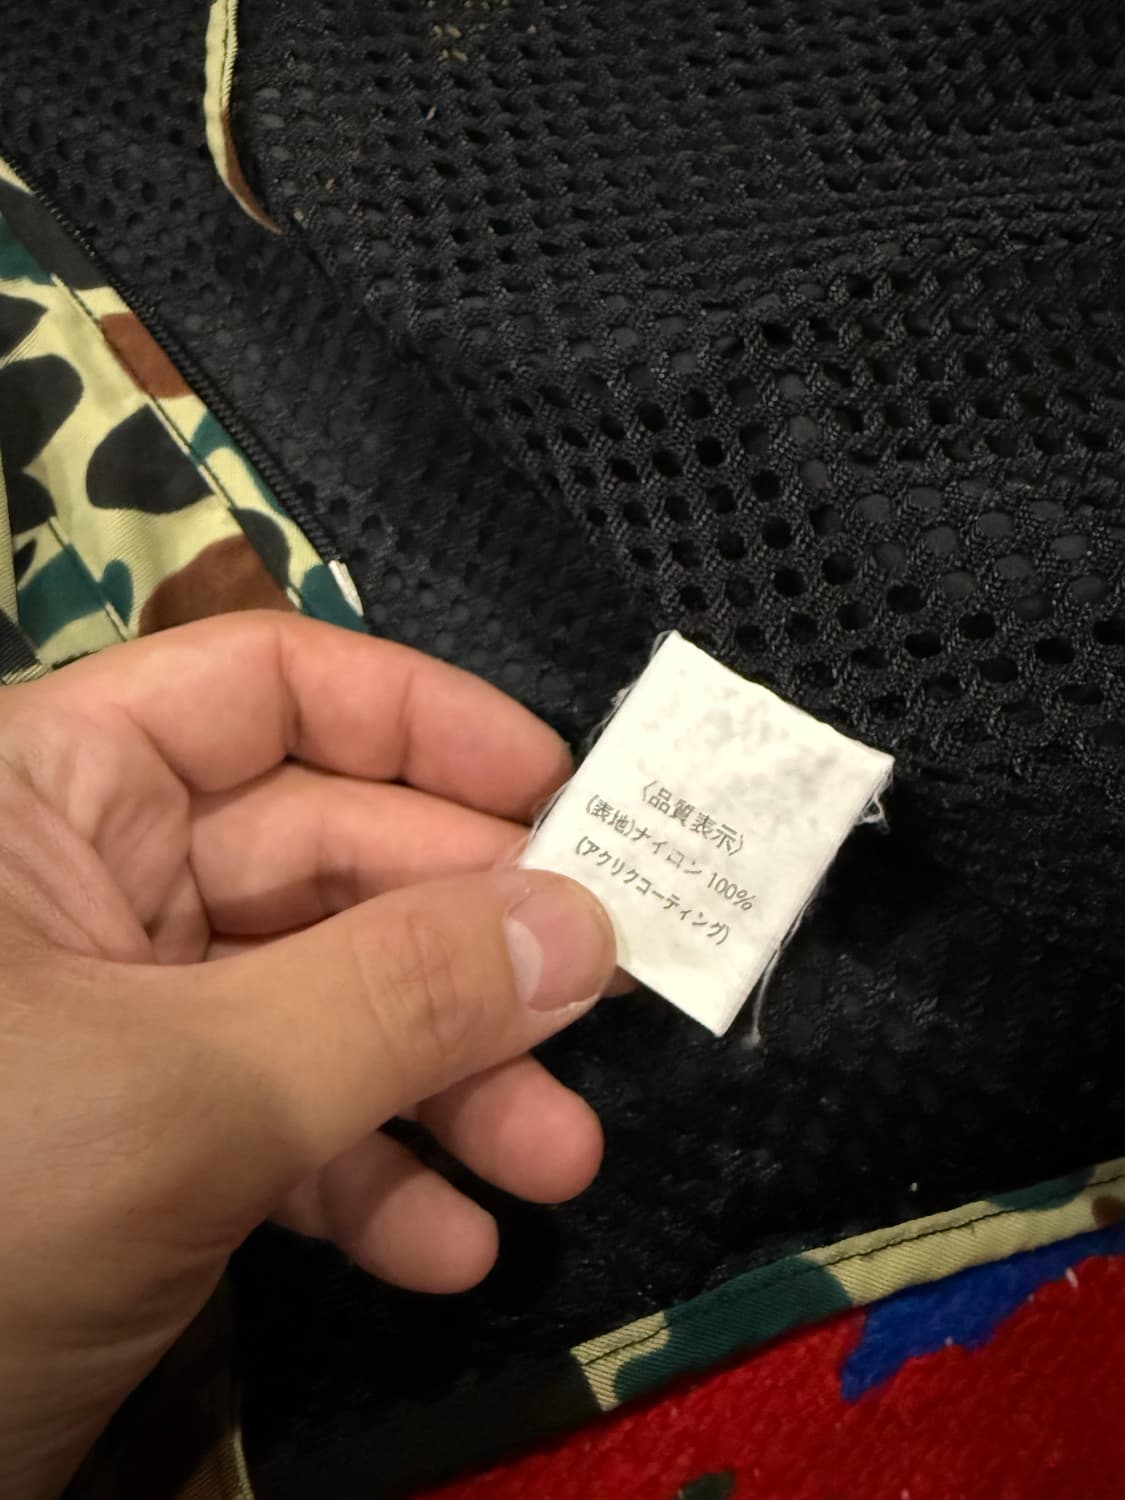 〈品質表示〉
(表地)ナイロン 100%
(アクリクコーティング)